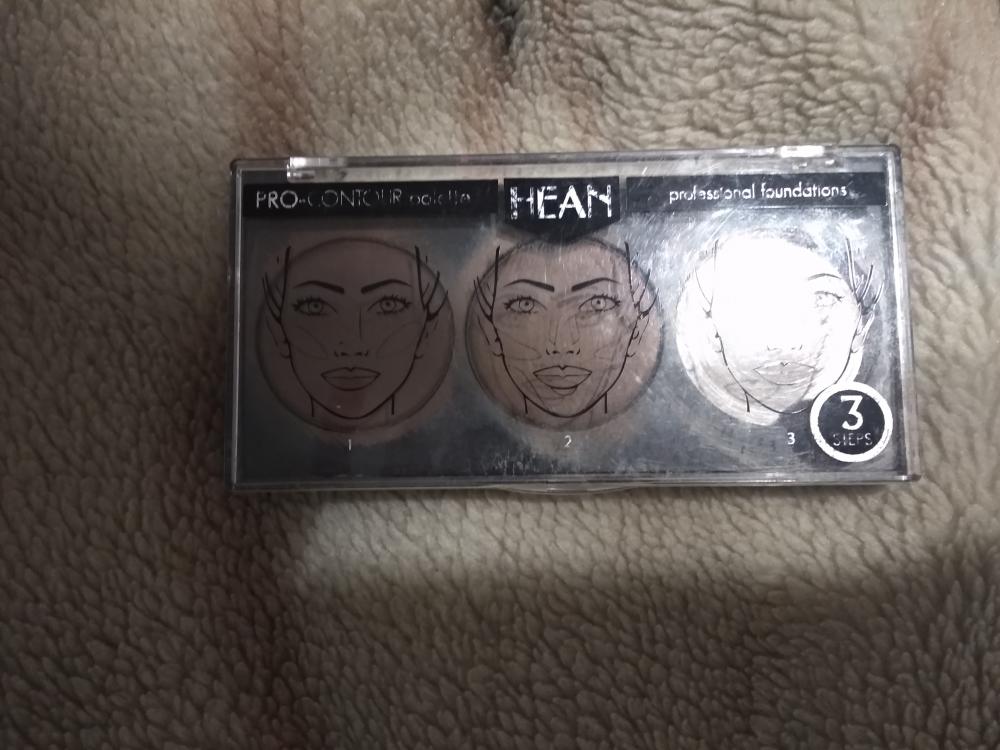 PRO-CONTOUR palette
HEAN
professional foundations
1
2
3
3
STEPS